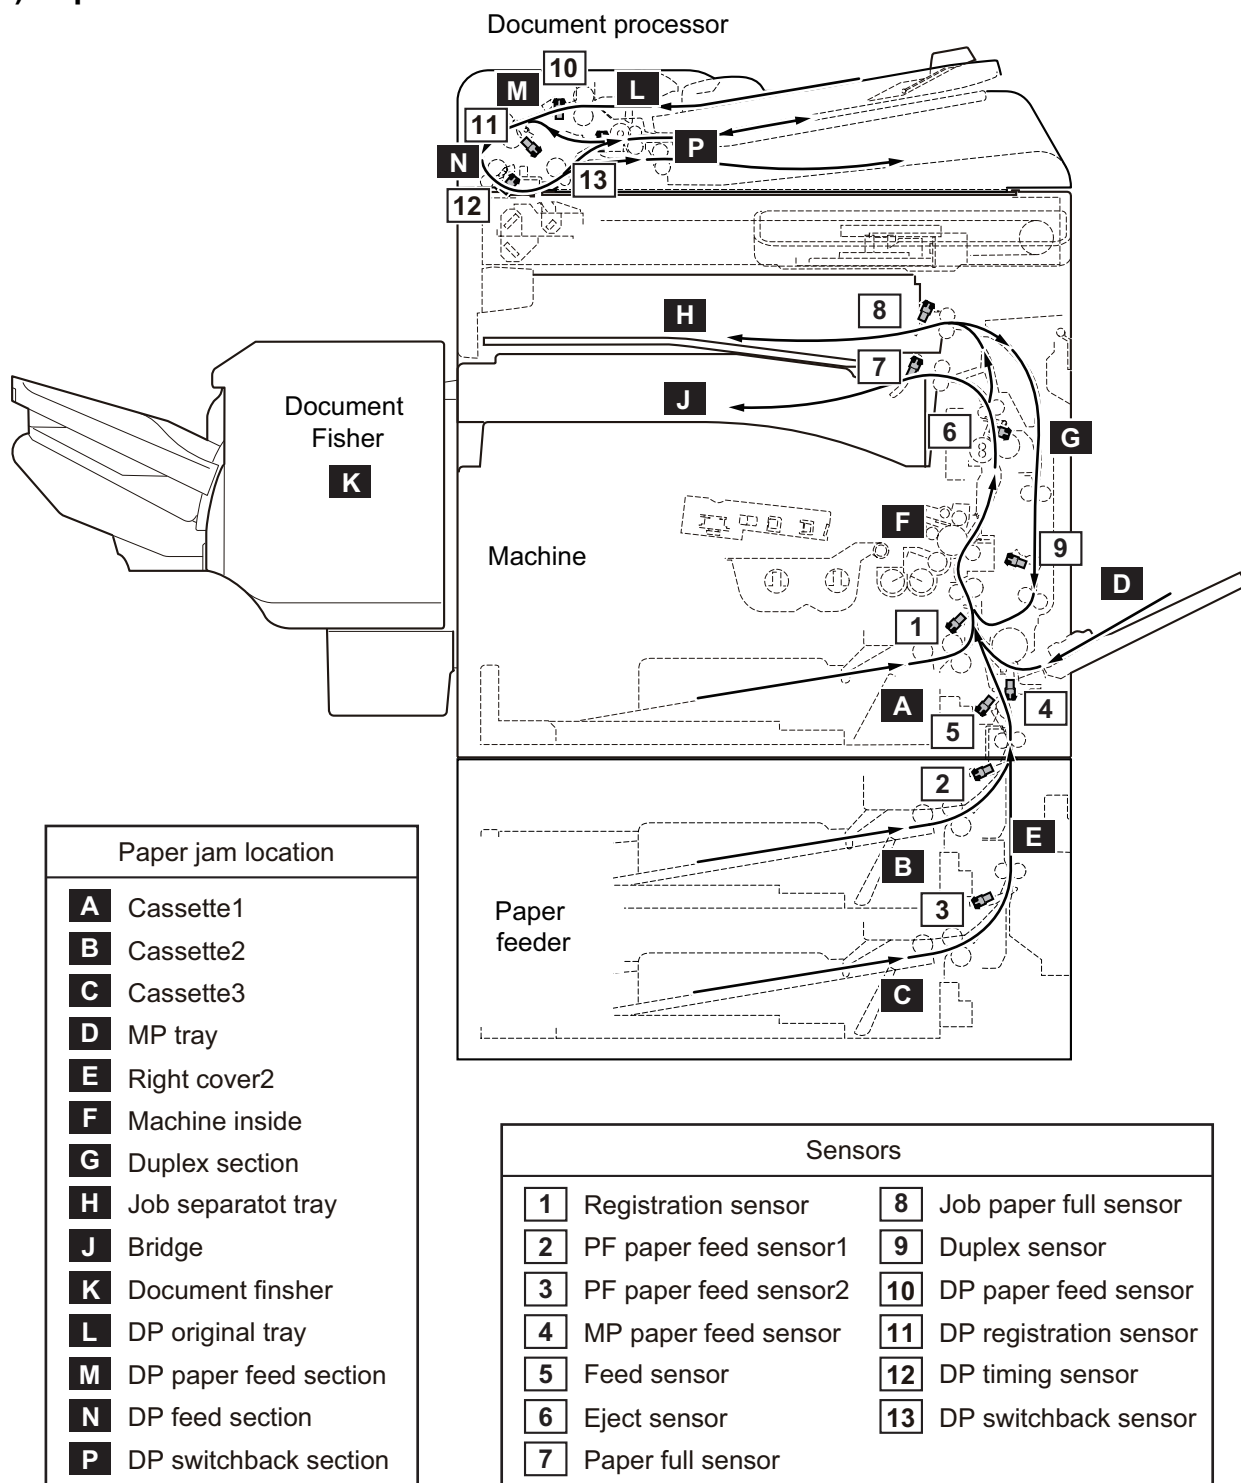 Document processor
10
M
L
11
N
P
13
12
8
H
7
J
Document
Fisher
K
6
G
F
Machine
9
D
1
A
4
5
2
E
B
Paper
feeder
3
C
Paper jam location
A Cassette1
B Cassette2
C Cassette3
D MP tray
E Right cover2
F Machine inside
G Duplex section
H Job separatot tray
J Bridge
K Document finsher
L DP original tray
M DP paper feed section
N DP feed section
P DP switchback section
Sensors
1 Registration sensor
2 PF paper feed sensor1
3 PF paper feed sensor2
4 MP paper feed sensor
5 Feed sensor
6 Eject sensor
7 Paper full sensor
8 Job paper full sensor
9 Duplex sensor
10 DP paper feed sensor
11 DP registration sensor
12 DP timing sensor
13 DP switchback sensor